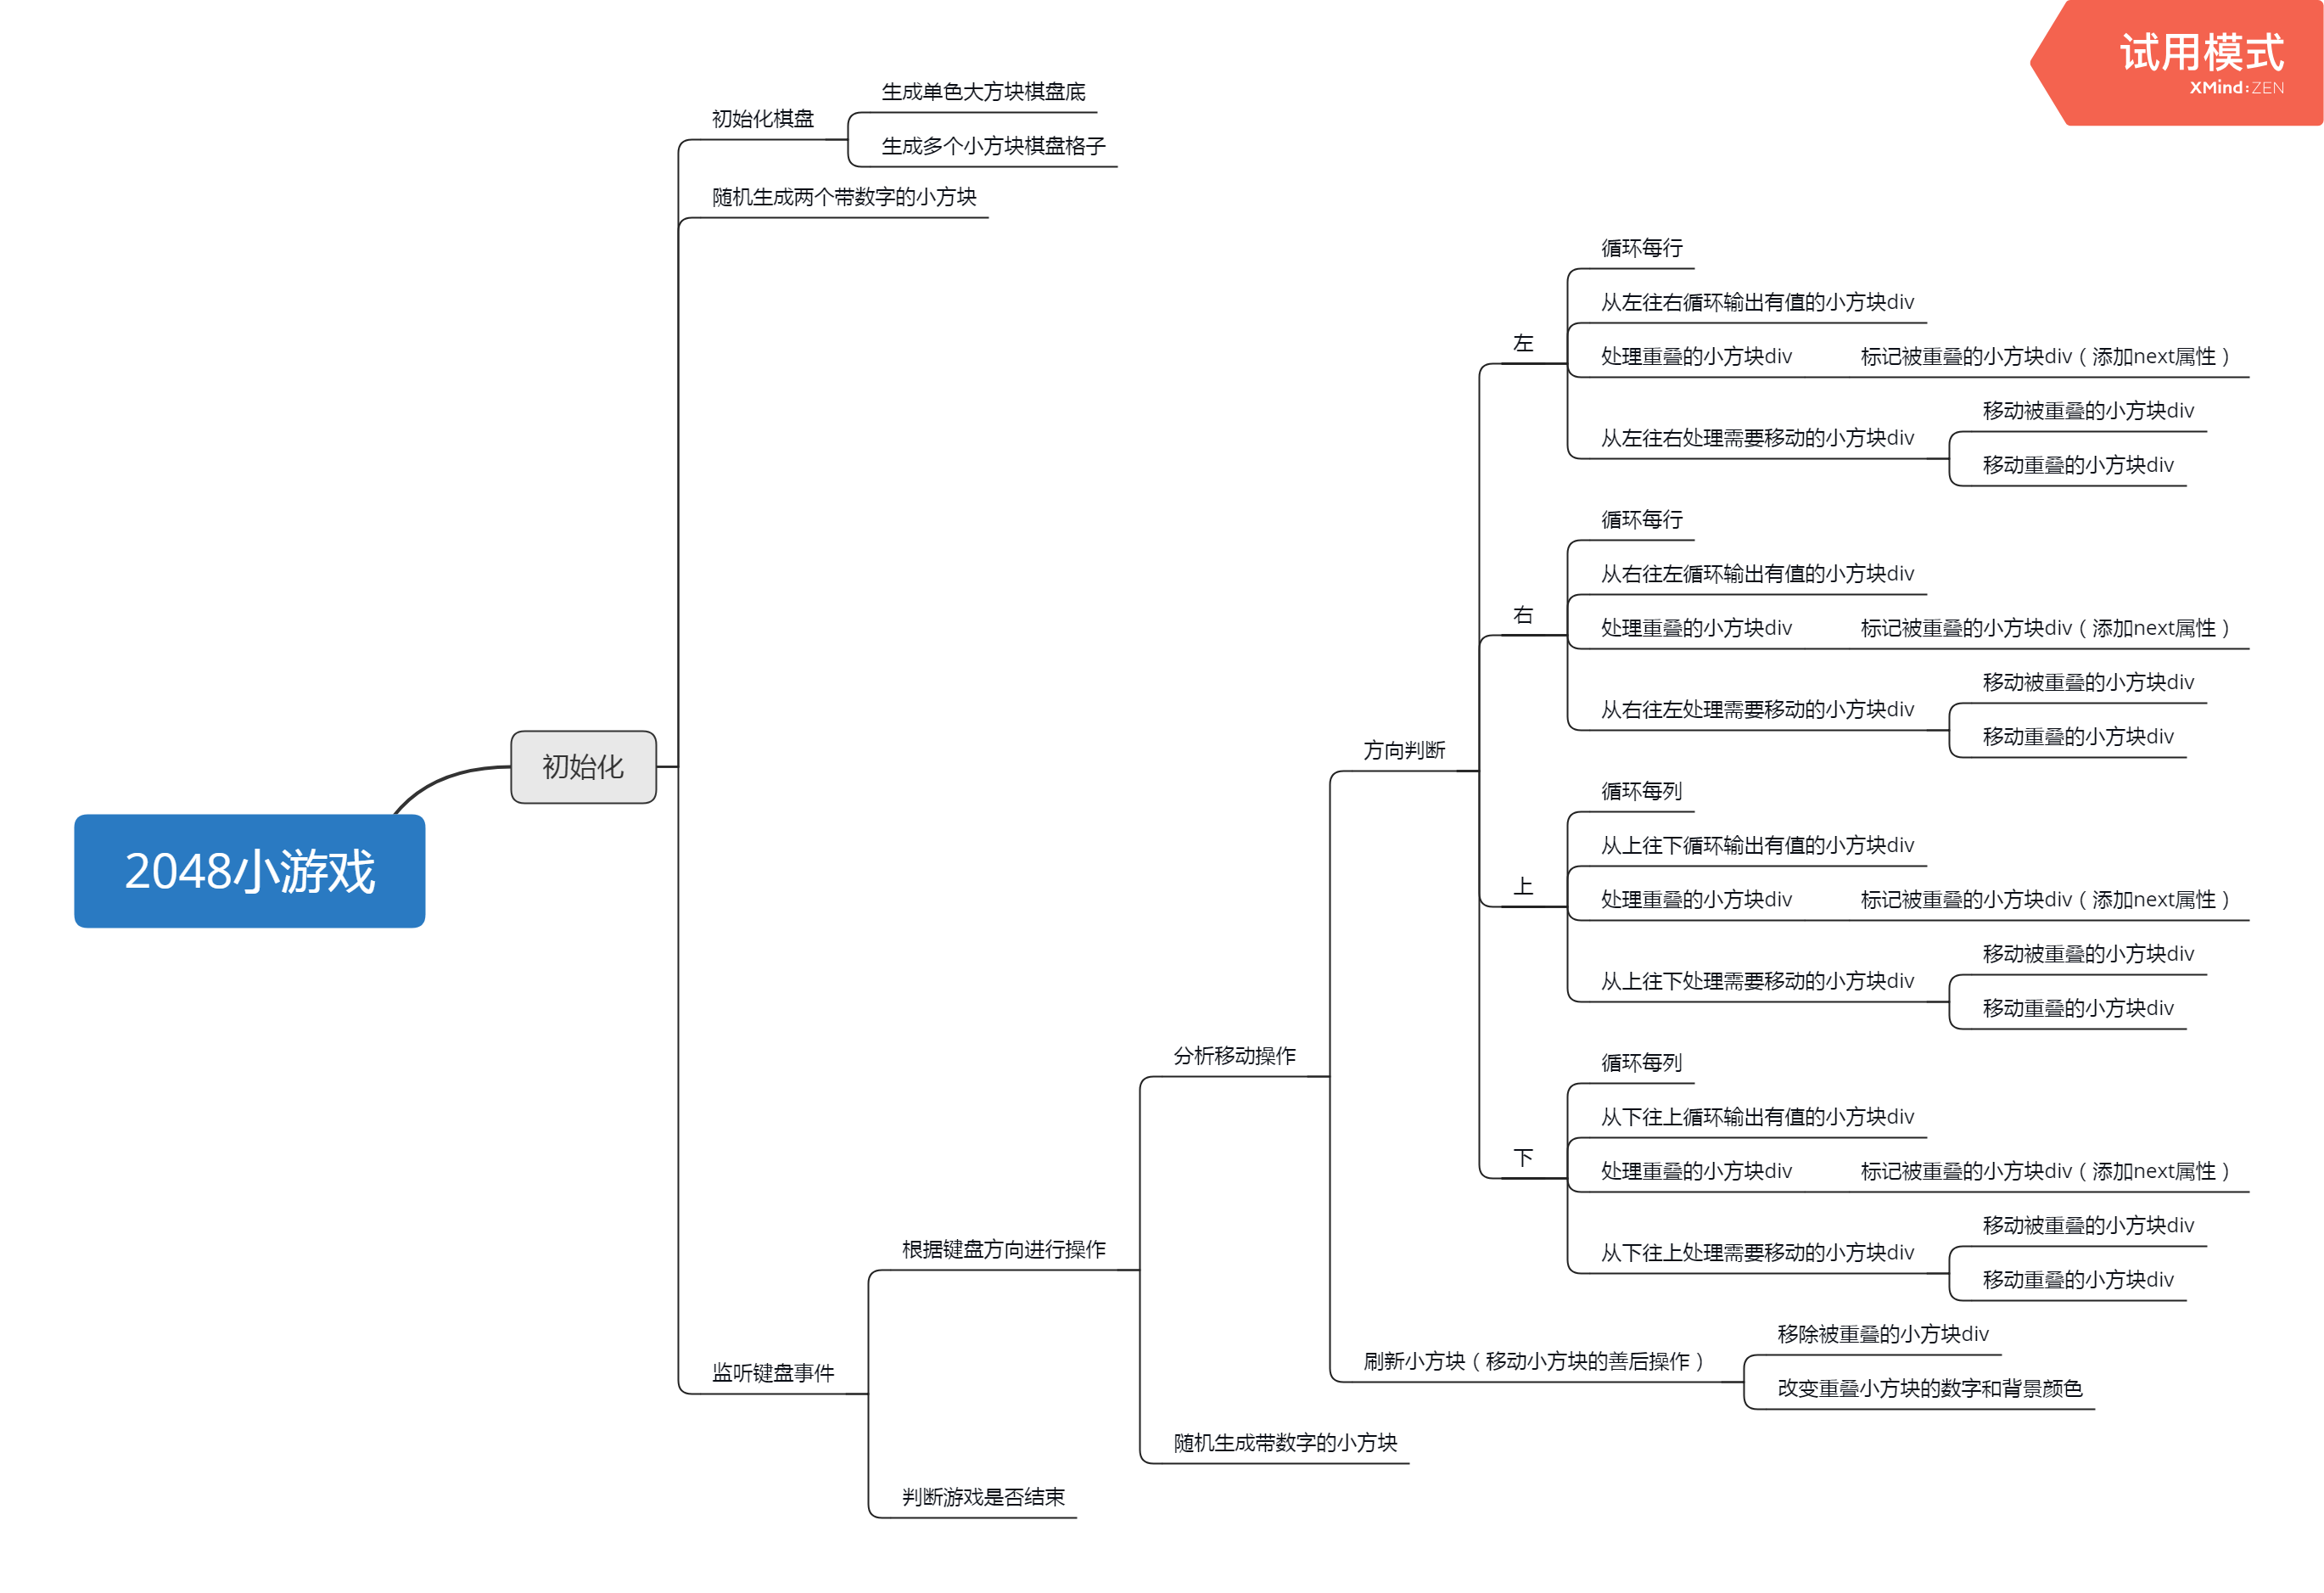 试用模式
XMind:ZEN
2048小游戏
初始化
初始化棋盘
生成单色大方块棋盘底
生成多个小方块棋盘格子
随机生成两个带数字的小方块
监听键盘事件
根据键盘方向进行操作
分析移动操作
方向判断
左
循环每行
从左往右循环输出有值的小方块div
处理重叠的小方块div
标记被重叠的小方块div（添加next属性）
从左往右处理需要移动的小方块div
移动被重叠的小方块div
移动重叠的小方块div
右
循环每行
从右往左循环输出有值的小方块div
处理重叠的小方块div
标记被重叠的小方块div（添加next属性）
从右往左处理需要移动的小方块div
移动被重叠的小方块div
移动重叠的小方块div
上
循环每列
从上往下循环输出有值的小方块div
处理重叠的小方块div
标记被重叠的小方块div（添加next属性）
从上往下处理需要移动的小方块div
移动被重叠的小方块div
移动重叠的小方块div
下
循环每列
从下往上循环输出有值的小方块div
处理重叠的小方块div
标记被重叠的小方块div（添加next属性）
从下往上处理需要移动的小方块div
移动被重叠的小方块div
移动重叠的小方块div
刷新小方块（移动小方块的善后操作）
移除被重叠的小方块div
改变重叠小方块的数字和背景颜色
随机生成带数字的小方块
判断游戏是否结束